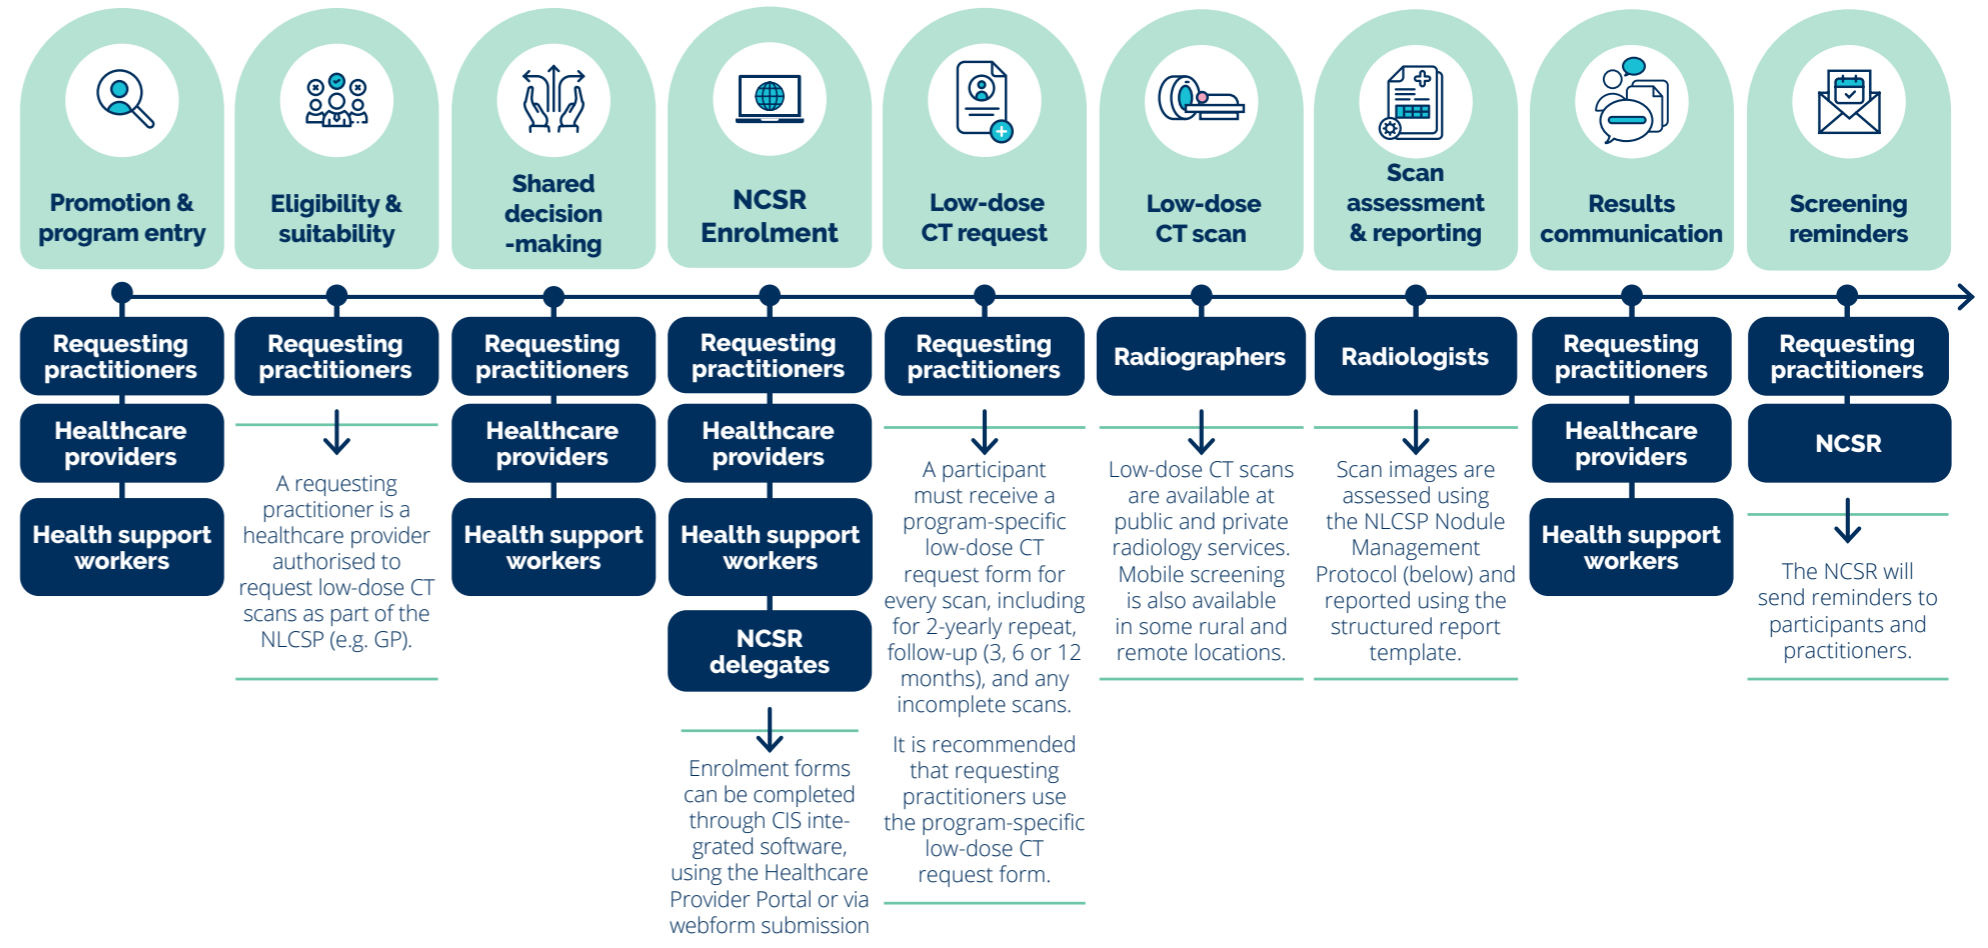 Promotion &
program entry
Requesting
practitioners
Healthcare
providers
Health support
workers
Eligibility &
suitability
Requesting
practitioners
A requesting
practitioner is a
healthcare provider
authorised to
request low-dose CT
scans as part of the
NLCSP (e.g. GP).
Shared
decision
-making
Requesting
practitioners
Healthcare
providers
Health support
workers
NCSR
Enrolment
Requesting
practitioners
Healthcare
providers
Health support
workers
NCSR
delegates
Enrolment forms
can be completed
through CIS inte-
grated software,
using the Healthcare
Provider Portal or via
webform submission
Low-dose
CT request
Requesting
practitioners
A participant
must receive a
program-specific
low-dose CT
request form for
every scan, including
for 2-yearly repeat,
follow-up (3, 6 or 12
months), and any
incomplete scans.
It is recommended
that requesting
practitioners use
the program-specific
low-dose CT
request form.
Low-dose
CT scan
Radiographers
Low-dose CT scans
are available at
public and private
radiology services.
Mobile screening
is also available
in some rural and
remote locations.
Scan
assessment
& reporting
Radiologists
Scan images are
assessed using
the NLCSP Nodule
Management
Protocol (below) and
reported using the
structured report
template.
Results
communication
Requesting
practitioners
Healthcare
providers
Health support
workers
Screening
reminders
Requesting
practitioners
NCSR
The NCSR will
send reminders to
participants and
practitioners.